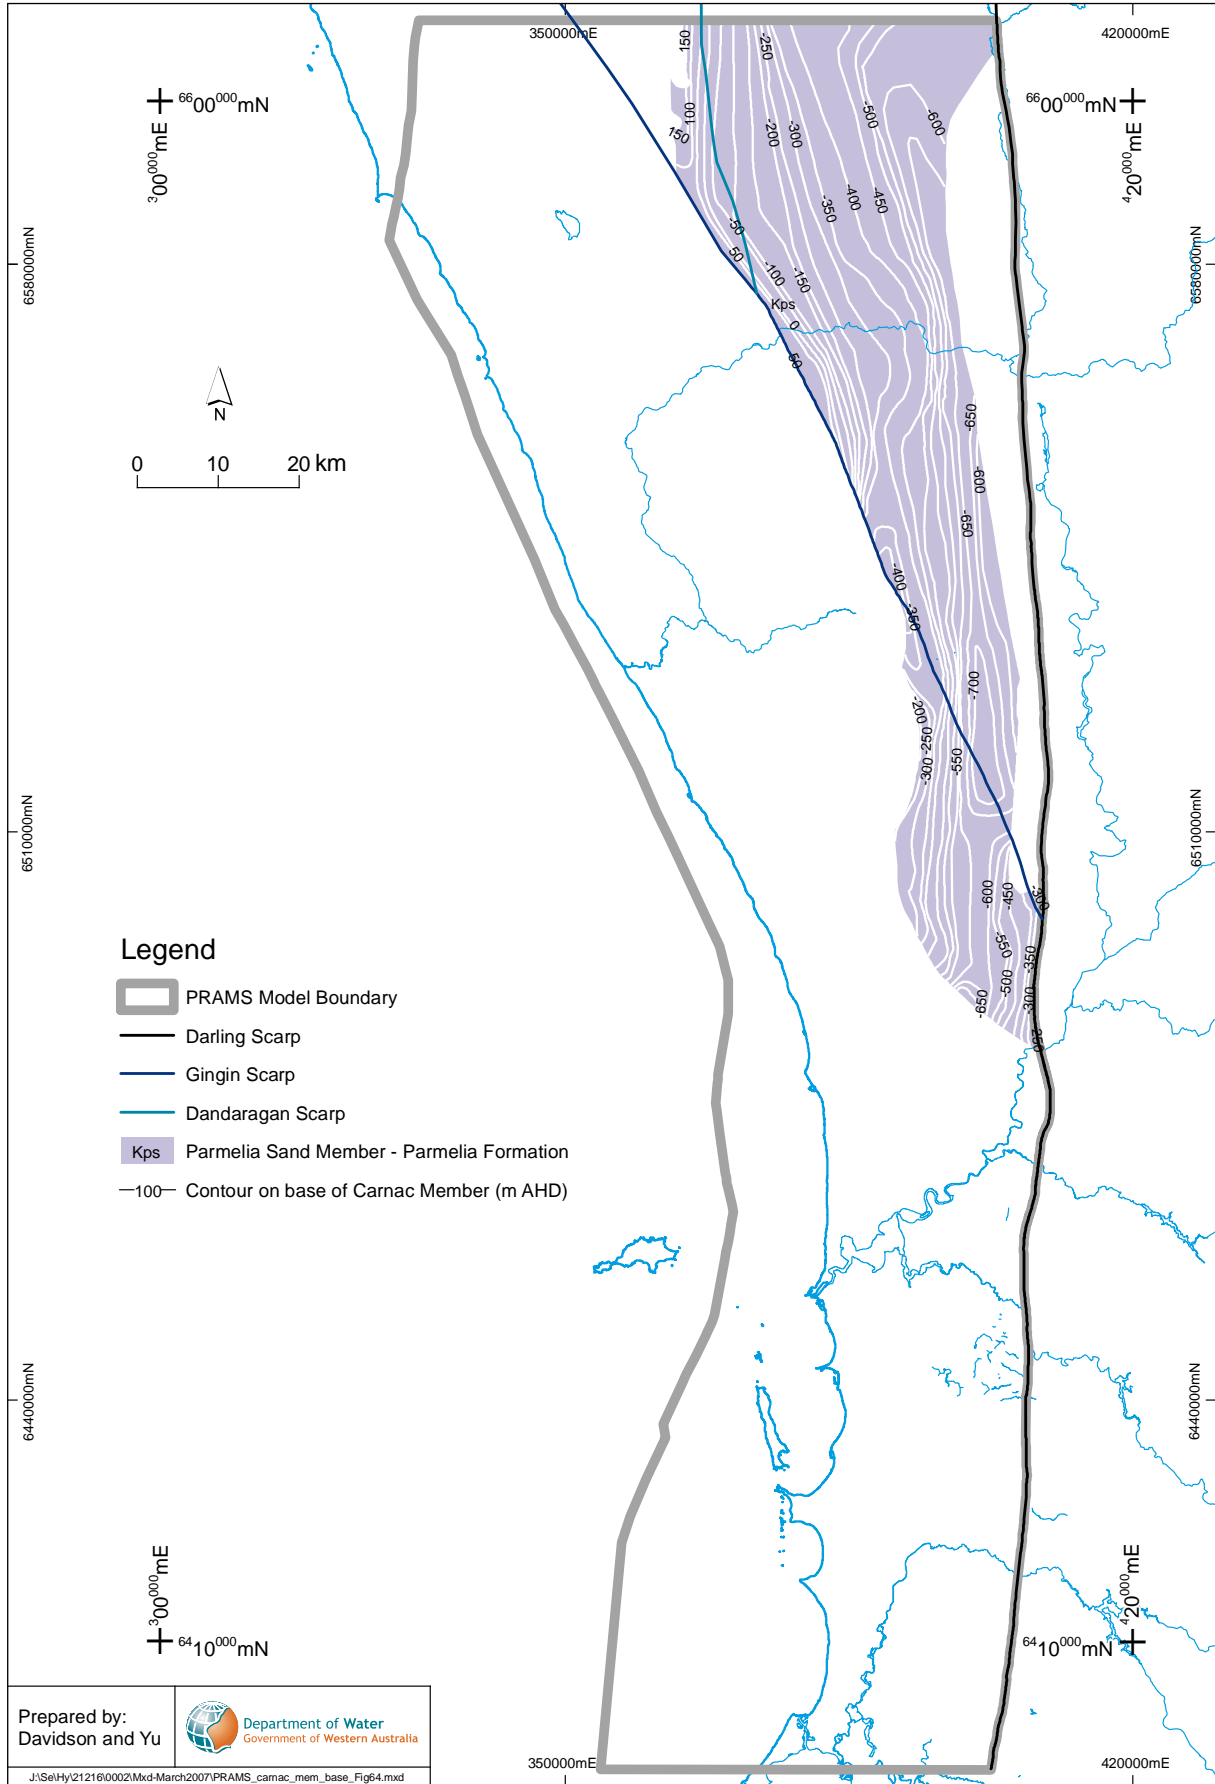 350000mE
420000mE
6600000mN
6600000mN
300000mE
420000mE
6580000mN
6580000mN
150
-250
100
150
-200
-300
-500
-600
-350
-400
-450
-50
50
-100
-150
Kps
0
50
-650
-600
-650
N
0 10 20 km
-400
-350
-700
-200
-250
-300
-550
6510000mN
6510000mN
-600
-450
-300
-550
-350
-500
-300
-650
-250
Legend
PRAMS Model Boundary
Darling Scarp
Gingin Scarp
Dandaragan Scarp
Kps Parmelia Sand Member - Parmelia Formation
100 Contour on base of Carnac Member (m AHD)
6440000mN
6440000mN
300000mE
420000mE
6410000mN
6410000mN
Prepared by:
Davidson and Yu
Department of Water
Government of Western Australia
350000mE
420000mE
J:\Se\Hy\21216\0002\Mxd-March2007\PRAMS_carnac_mem_base_Fig64.mxd